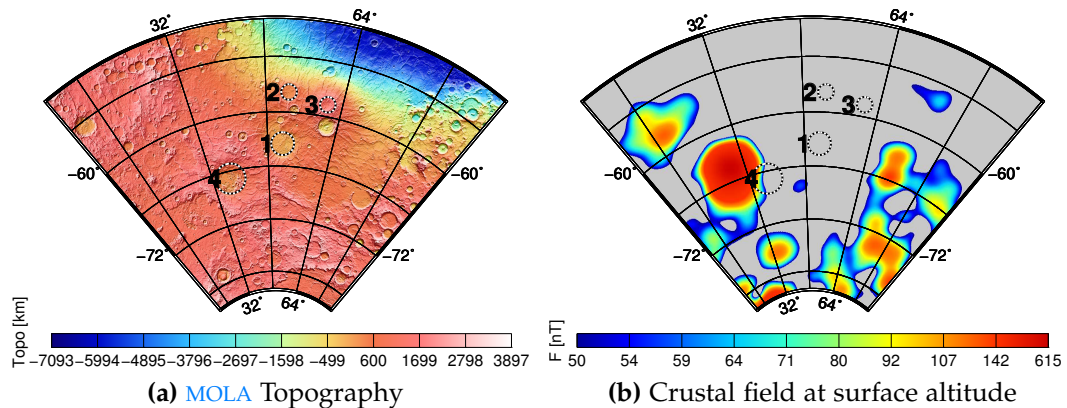 32° 64°
2 3
1
4
−60° −60°
−72° −72°
32° 64°
Topo [km]
−7093 −5994 −4895 −3796 −2697 −1598 −499 600 1699 2798 3897
(a) MOLA Topography
32° 64°
2 3
1
4
−60° −60°
−72° −72°
32° 64°
F [nT]
50 54 59 64 71 80 92 107 142 615
(b) Crustal field at surface altitude